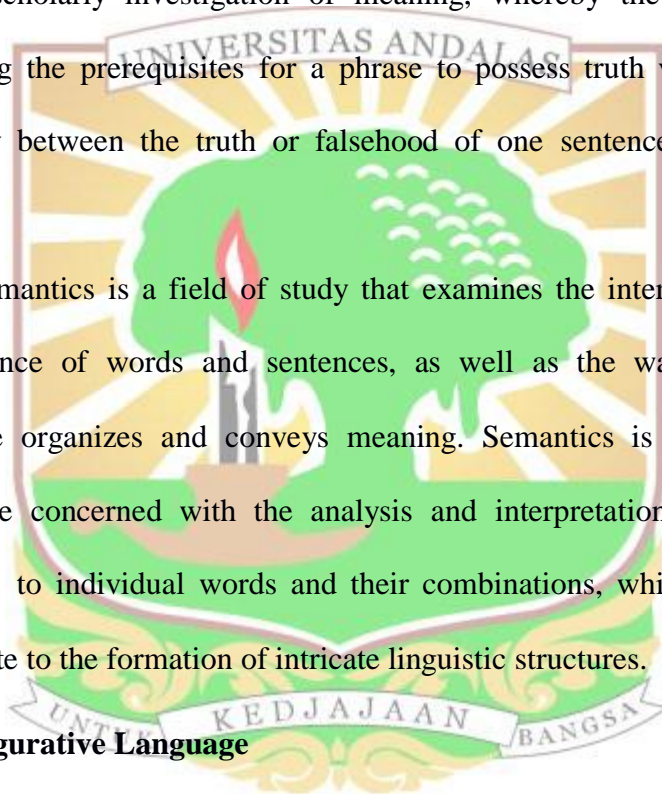 scholarly investigation of meaning, whereby the
UNIVERSITAS ANDALAS
the prerequisites for a phrase to possess truth
between the truth or falsehood of one sentence
mantics is a field of study that examines the inter
nce of words and sentences, as well as the wa
e organizes and conveys meaning. Semantics is
e concerned with the analysis and interpretation
to individual words and their combinations, whi
te to the formation of intricate linguistic structures.
UNTUK KEDJAJAAN BANGSA
gurative Language